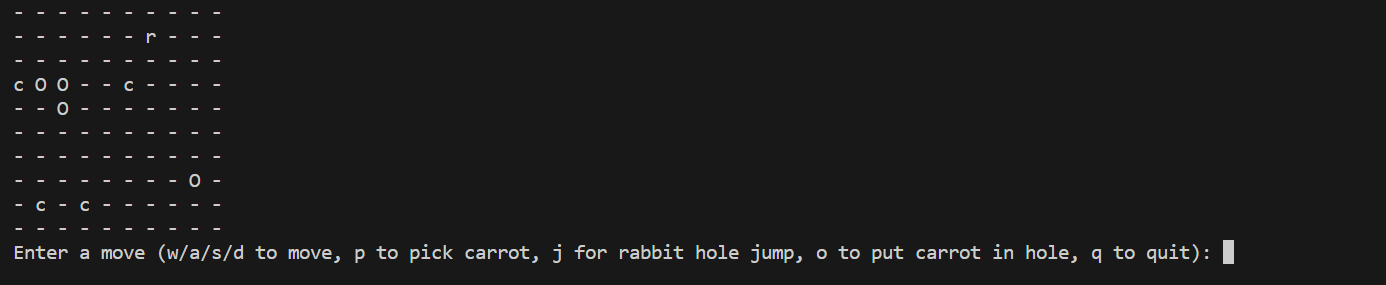 - - - - - - - - - -
- - - - - - r - - -
- - - - - - - - - -
c O O - - c - - - -
- - O - - - - - - -
- - - - - - - - - -
- - - - - - - - - -
- - - - - - - - O -
- c - c - - - - - -
- - - - - - - - - -
Enter a move (w/a/s/d to move, p to pick carrot, j for rabbit hole jump, o to put carrot in hole, q to quit):